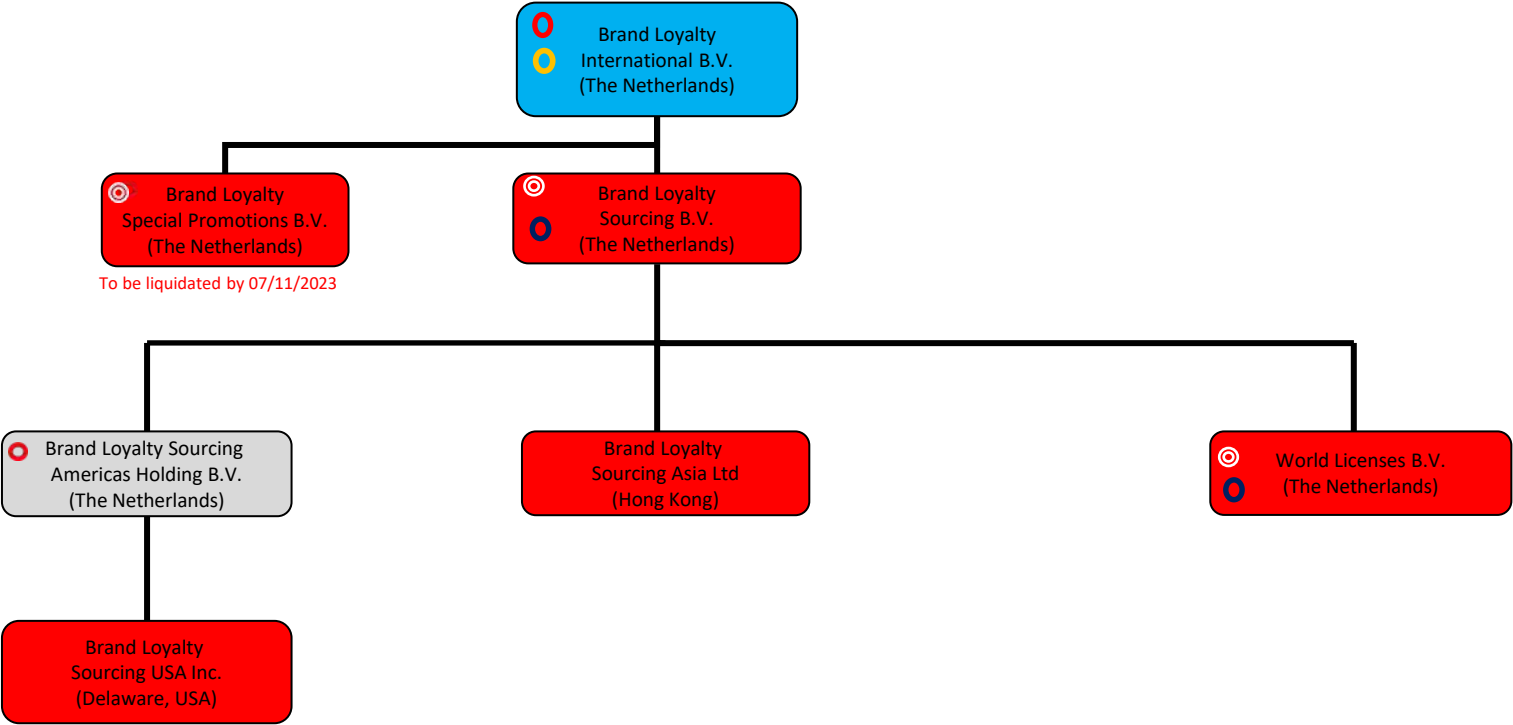 Brand Loyalty
International B.V.
(The Netherlands)
Brand Loyalty
Special Promotions B.V.
(The Netherlands)
To be liquidated by 07/11/2023
Brand Loyalty
Sourcing B.V.
(The Netherlands)
Brand Loyalty Sourcing
Americas Holding B.V.
(The Netherlands)
Brand Loyalty
Sourcing Asia Ltd
(Hong Kong)
World Licenses B.V.
(The Netherlands)
Brand Loyalty
Sourcing USA Inc.
(Delaware, USA)